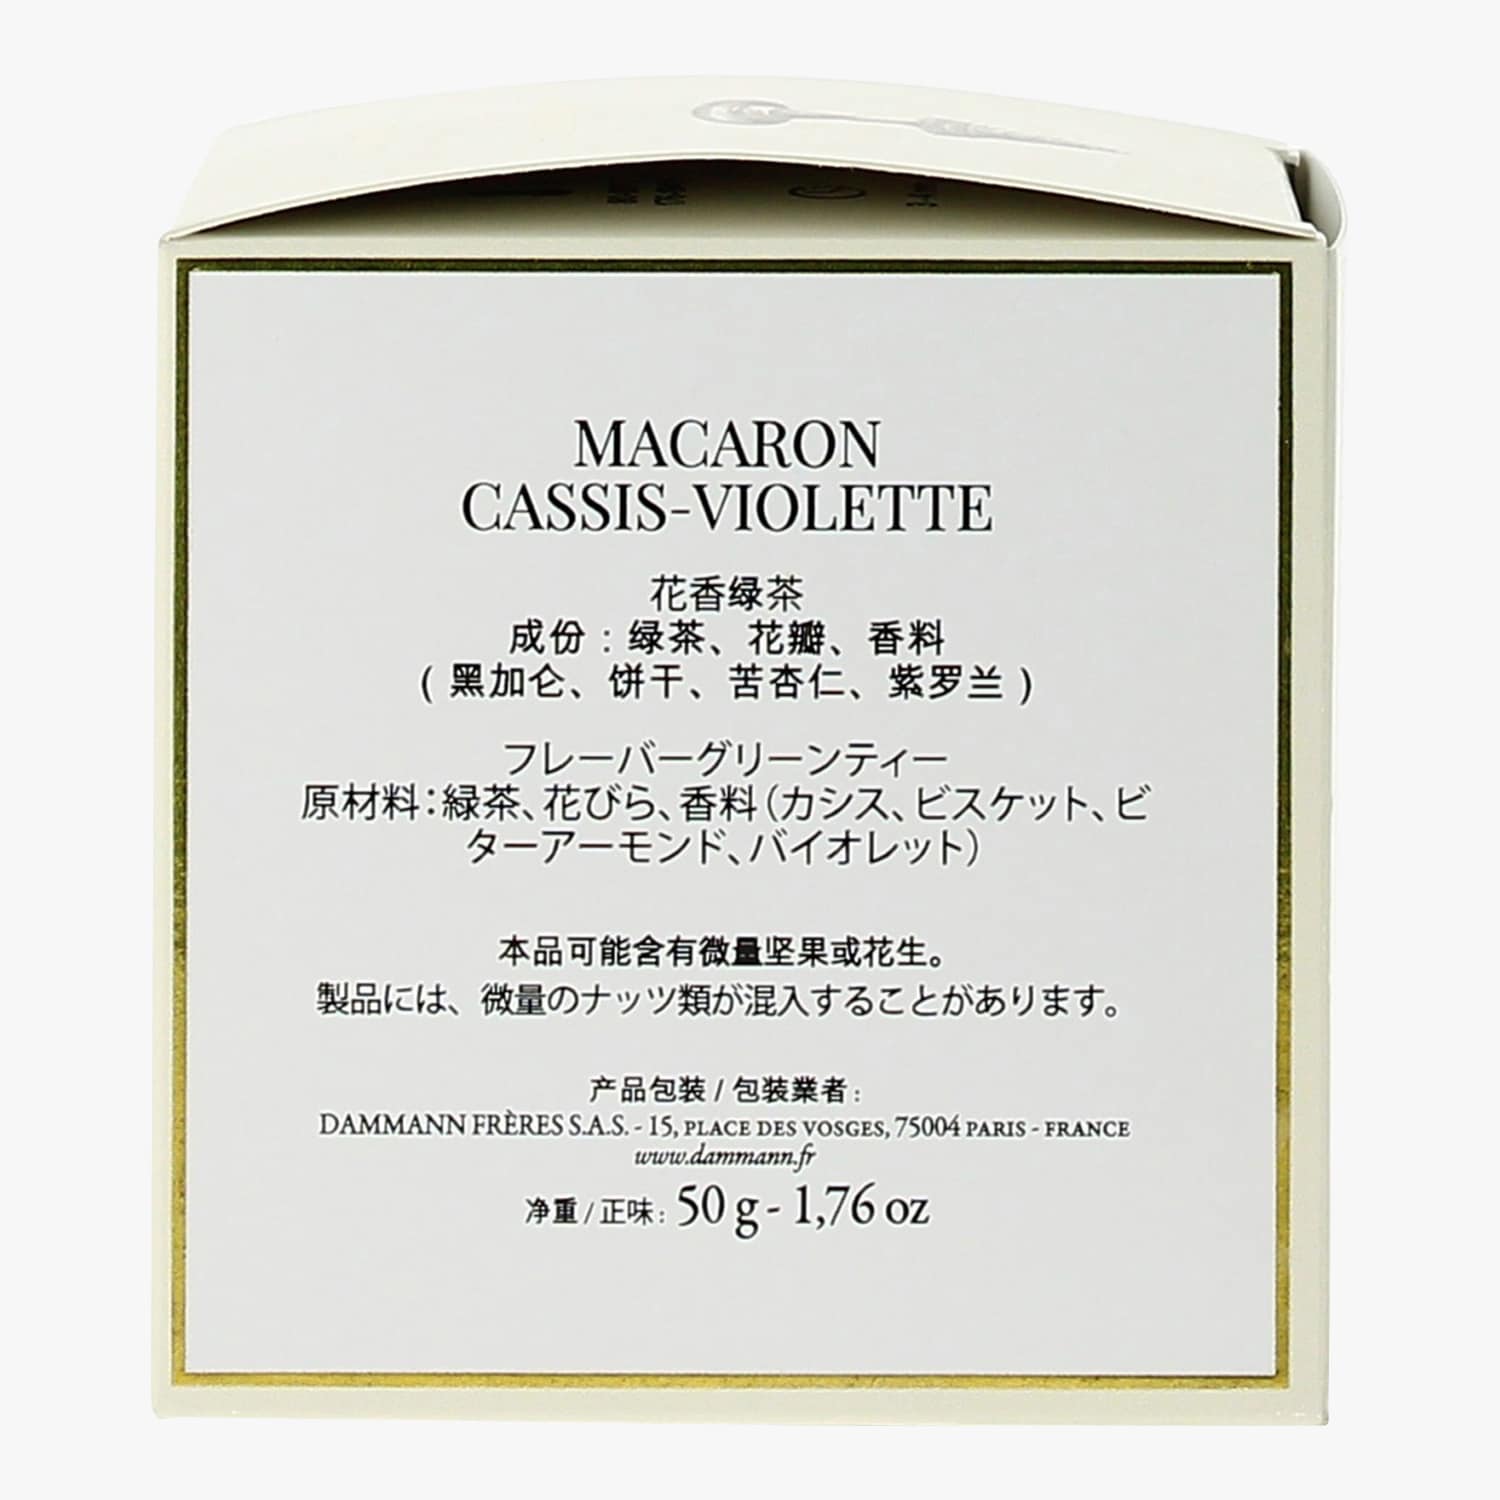 MACARON
CASSIS-VIOLETTE
花香绿茶
成份：绿茶、花瓣、香料
（黑加仑、饼干、苦杏仁、紫罗兰）
フレーバーグリーンティー
原材料：緑茶、花びら、香料（カシス、ビスケット、ビ
ターアーモンド、バイオレット）
本品可能含有微量坚果或花生。
製品には、微量のナッツ類が混入することがあります。
产品包装 / 包装業者：
DAMMANN FRÈRES S.A.S. - 15, PLACE DES VOSGES, 75004 PARIS - FRANCE
www.dammann.fr
净重 / 正味：50 g - 1,76 oz